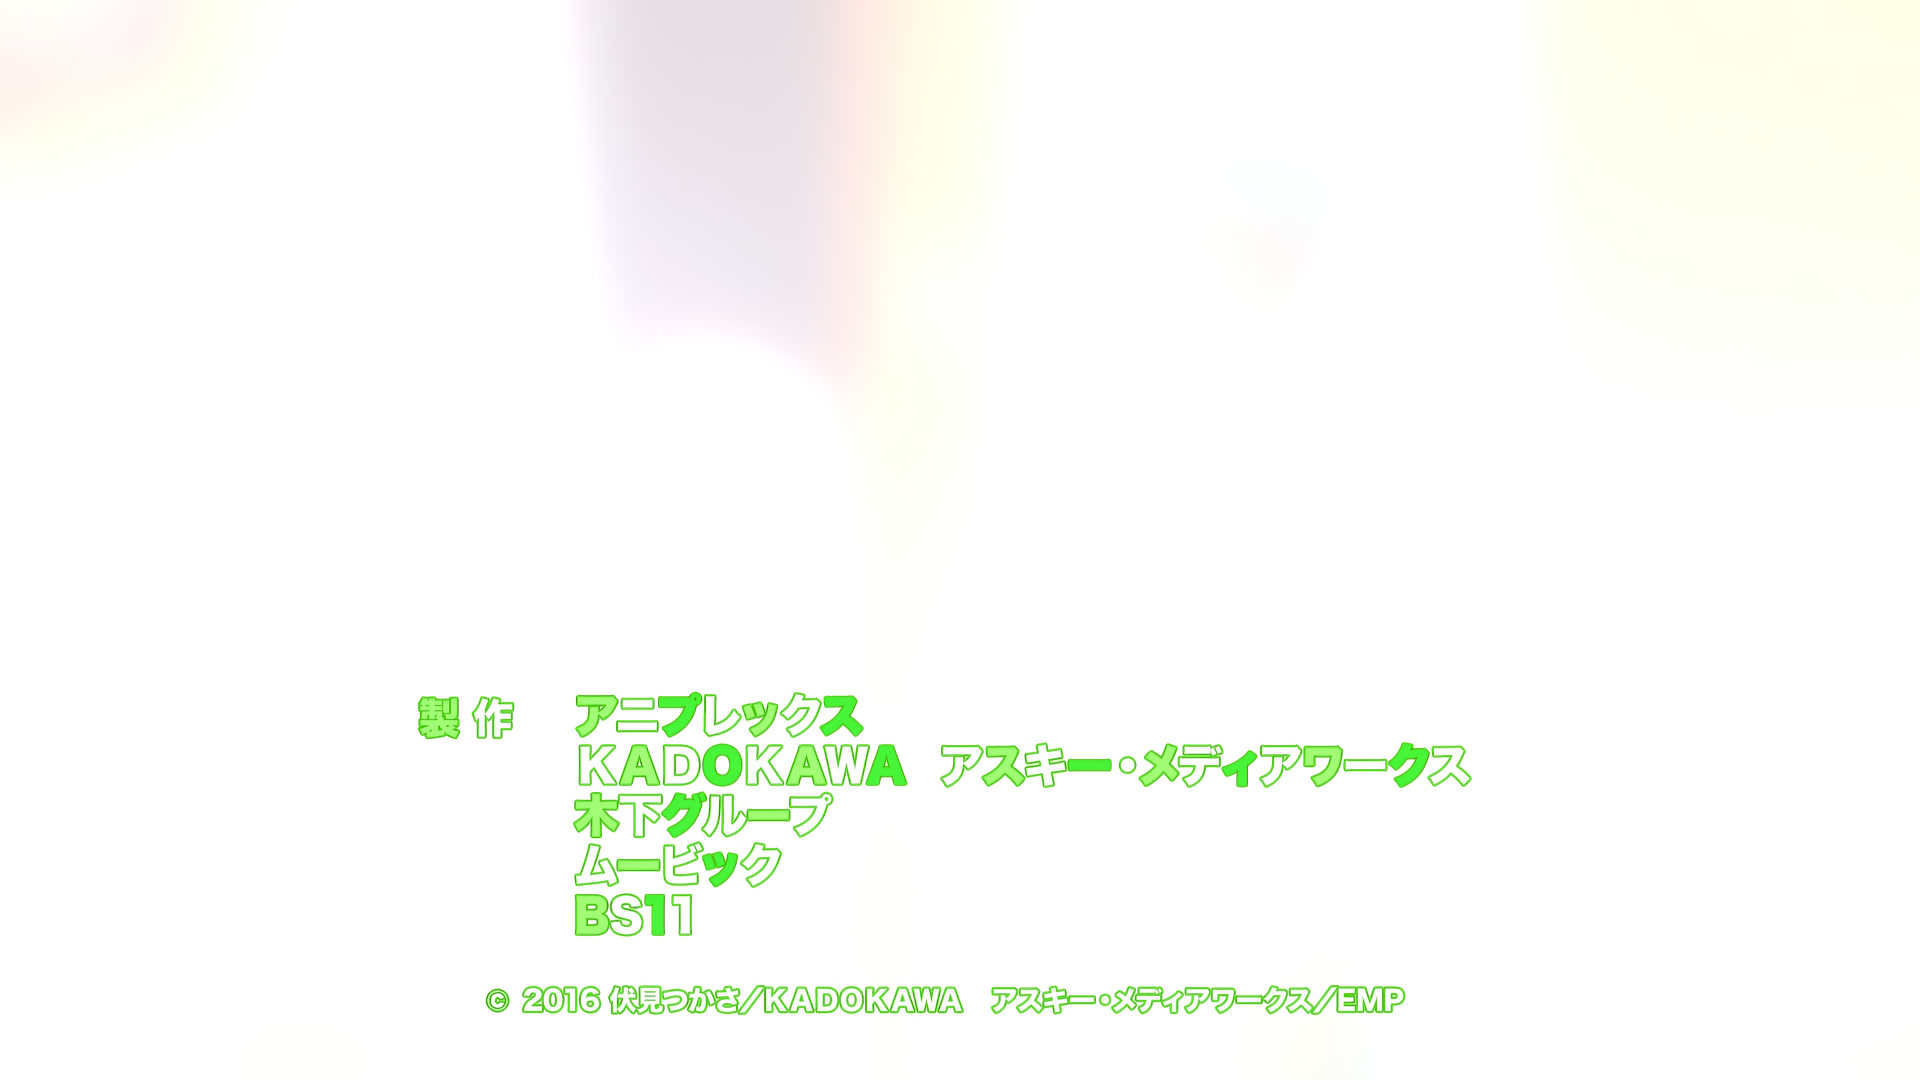 製作 アニプレックス
KADOKAWA アスキー・メディアワークス
木下グループ
ムービック
BS11
© 2016 伏見つかさ/KADOKAWA アスキー・メディアワークス/EMP